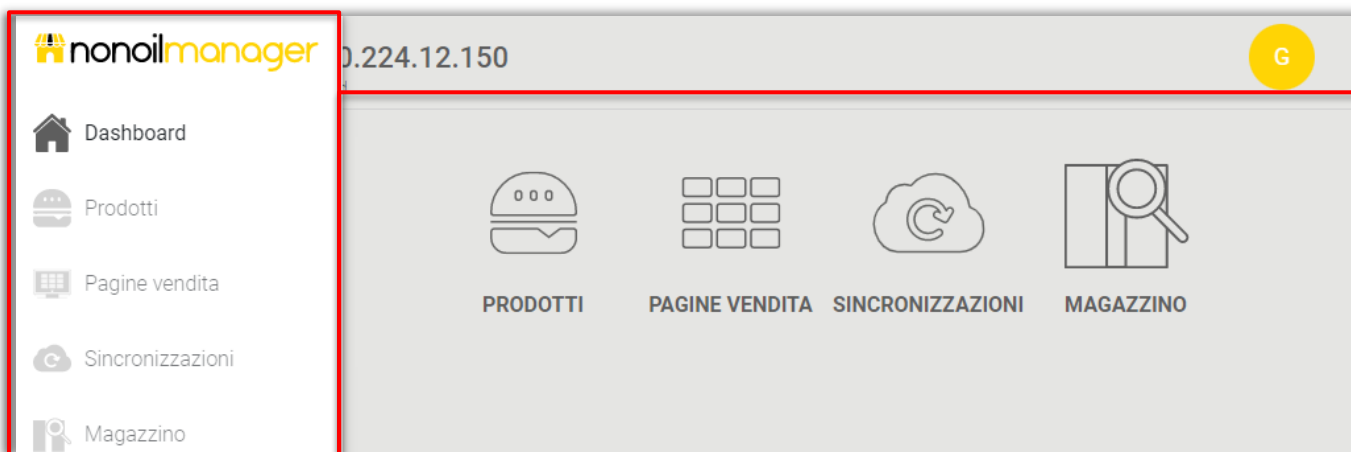 nonoilmanager
0.224.12.150
G
Dashboard
Prodotti
Pagine vendita
Sincronizzazioni
Magazzino
PRODOTTI
PAGINE VENDITA
SINCRONIZZAZIONI
MAGAZZINO